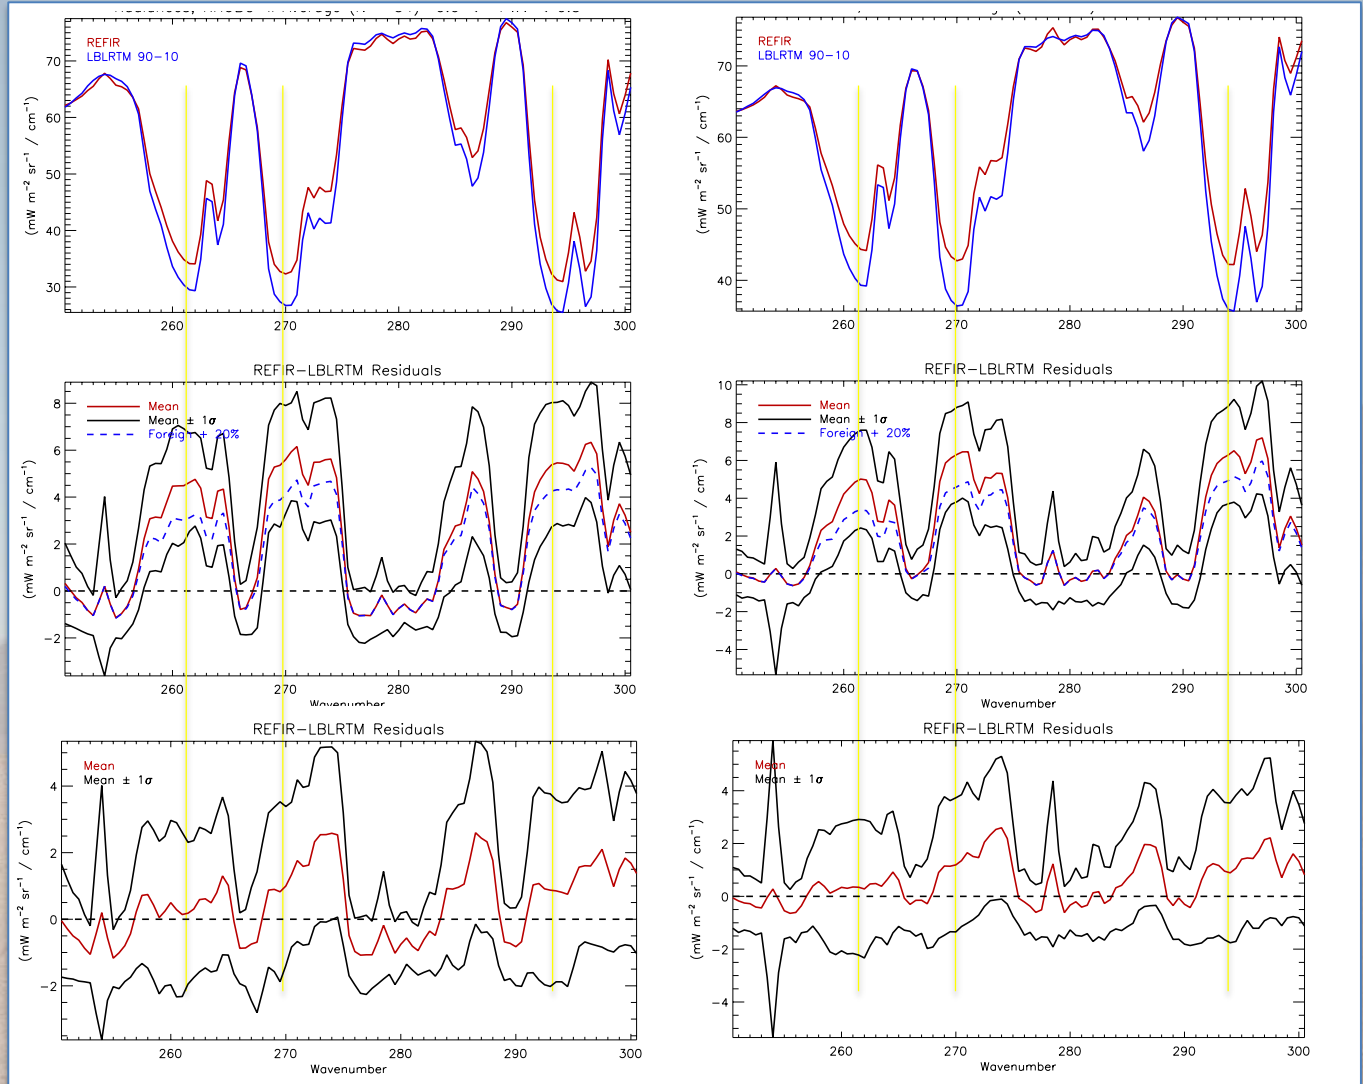 REFIR
LBLRTM 90-10
(mW m⁻² sr⁻¹ / cm⁻¹)
70
60
50
40
30
260 270 280 290 300
REFIR
LBLRTM 90-10
(mW m⁻² sr⁻¹ / cm⁻¹)
70
60
50
40
260 270 280 290 300
REFIR-LBLRTM Residuals
Mean
Mean ± 1σ
Foreign + 20%
(mW m⁻² sr⁻¹ / cm⁻¹)
8
6
4
2
0
-2
260 270 280 290 300
Wavenumber
REFIR-LBLRTM Residuals
Mean
Mean ± 1σ
Foreign + 20%
(mW m⁻² sr⁻¹ / cm⁻¹)
10
8
6
4
2
0
-2
-4
260 270 280 290 300
Wavenumber
REFIR-LBLRTM Residuals
Mean
Mean ± 1σ
(mW m⁻² sr⁻¹ / cm⁻¹)
4
2
0
-2
260 270 280 290 300
Wavenumber
REFIR-LBLRTM Residuals
Mean
Mean ± 1σ
(mW m⁻² sr⁻¹ / cm⁻¹)
4
2
0
-2
-4
260 270 280 290 300
Wavenumber